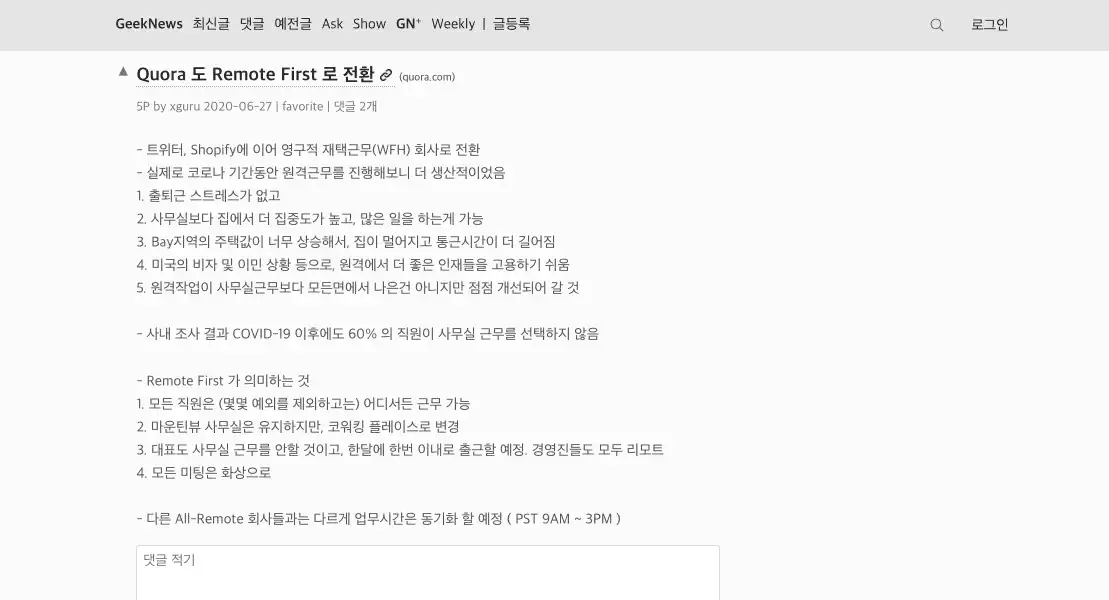 GeekNews 최신글 댓글 예전글 Ask Show GN+ Weekly | 글등록 로그인
▲ Quora 도 Remote First 로 전환 (quora.com)
5P by xguru 2020-06-27 | favorite | 댓글 2개
- 트위터, Shopify에 이어 영구적 재택근무(WFH) 회사로 전환
- 실제로 코로나 기간동안 원격근무를 진행해보니 더 생산적이었음
1. 출퇴근 스트레스가 없고
2. 사무실보다 집에서 더 집중도가 높고, 많은 일을 하는게 가능
3. Bay지역의 주택값이 너무 상승해서, 집이 멀어지고 통근시간이 더 길어짐
4. 미국의 비자 및 이민 상황 등으로, 원격에서 더 좋은 인재들을 고용하기 쉬움
5. 원격작업이 사무실근무보다 모든면에서 나은건 아니지만 점점 개선되어 갈 것
- 사내 조사 결과 COVID-19 이후에도 60% 의 직원이 사무실 근무를 선택하지 않음
- Remote First 가 의미하는 것
1. 모든 직원은 (몇몇 예외를 제외하고는) 어디서든 근무 가능
2. 마운틴뷰 사무실은 유지하지만, 코워킹 플레이스로 변경
3. 대표도 사무실 근무를 안할 것이고, 한달에 한번 이내로 출근할 예정. 경영진들도 모두 리모트
4. 모든 미팅은 화상으로
- 다른 All-Remote 회사들과는 다르게 업무시간은 동기화 할 예정 ( PST 9AM ~ 3PM )
댓글 적기